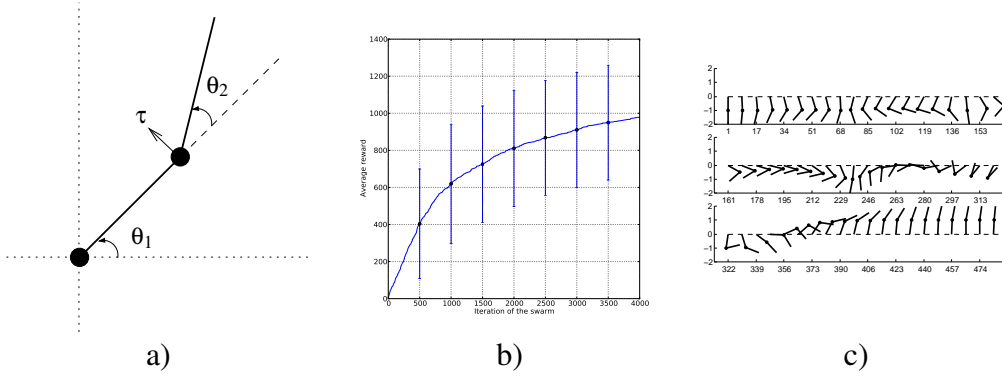 θ2
τ
θ1
a)
1400
1200
1000
800
600
400
200
0
Average reward
0 500 1000 1500 2000 2500 3000 3500 4000
Iteration of the swarm
b)
2
1
0
−1
−2
1 17 34 51 68 85 102 119 136 153
2
1
0
−1
−2
161 178 195 212 229 246 263 280 297 313
2
1
0
−1
−2
322 339 356 373 390 406 423 440 457 474
c)